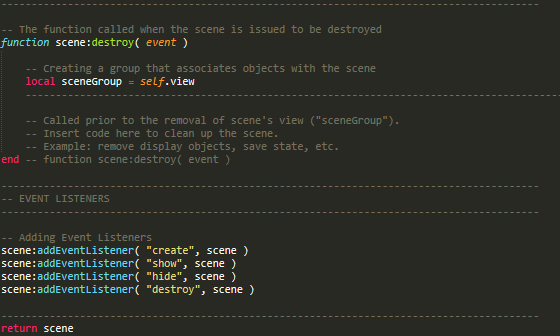 -----------------------------------------------------------------------------------------
-- The function called when the scene is issued to be destroyed
function scene:destroy( event )
    -- Creating a group that associates objects with the scene
    local sceneGroup = self.view
    -----------------------------------------------------------------------------------------
    -- Called prior to the removal of scene's view ("sceneGroup").
    -- Insert code here to clean up the scene.
    -- Example: remove display objects, save state, etc.
end -- function scene:destroy( event )
-----------------------------------------------------------------------------------------
-- EVENT LISTENERS
-----------------------------------------------------------------------------------------
-- Adding Event Listeners
scene:addEventListener( "create", scene )
scene:addEventListener( "show", scene )
scene:addEventListener( "hide", scene )
scene:addEventListener( "destroy", scene )
-----------------------------------------------------------------------------------------
return scene